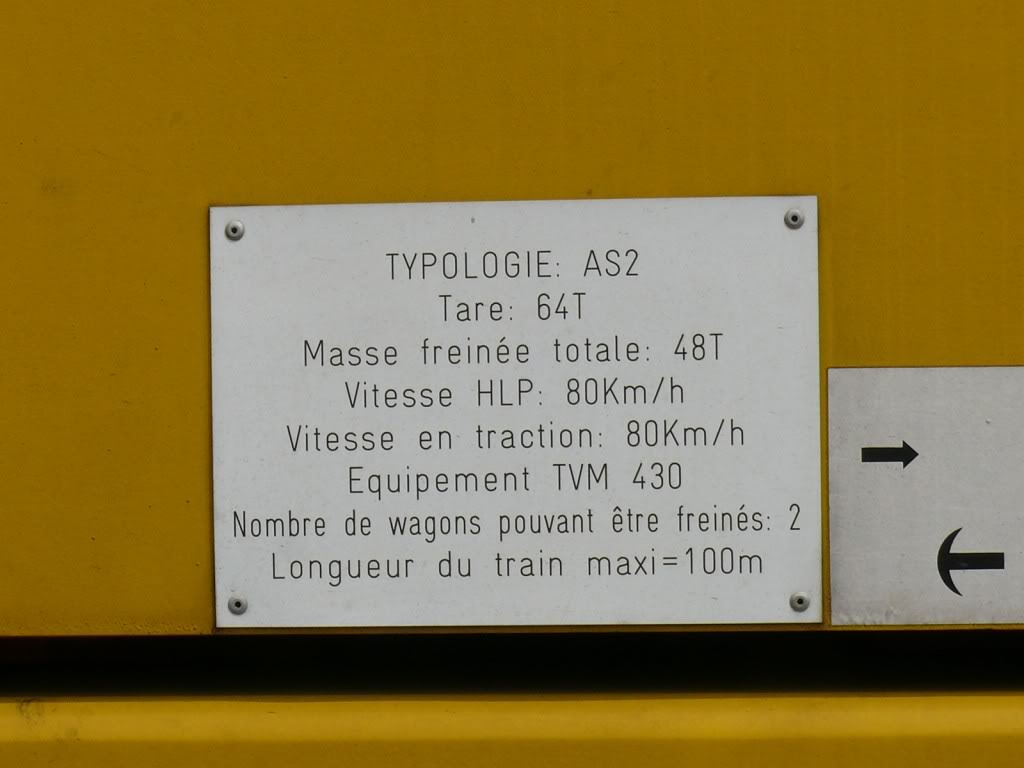 TYPOLOGIE: AS2
Tare: 64T
Masse freinée totale: 48T
Vitesse HLP: 80Km/h
Vitesse en traction: 80Km/h
Equipement TVM 430
Nombre de wagons pouvant être freinés: 2
Longueur du train maxi=100m